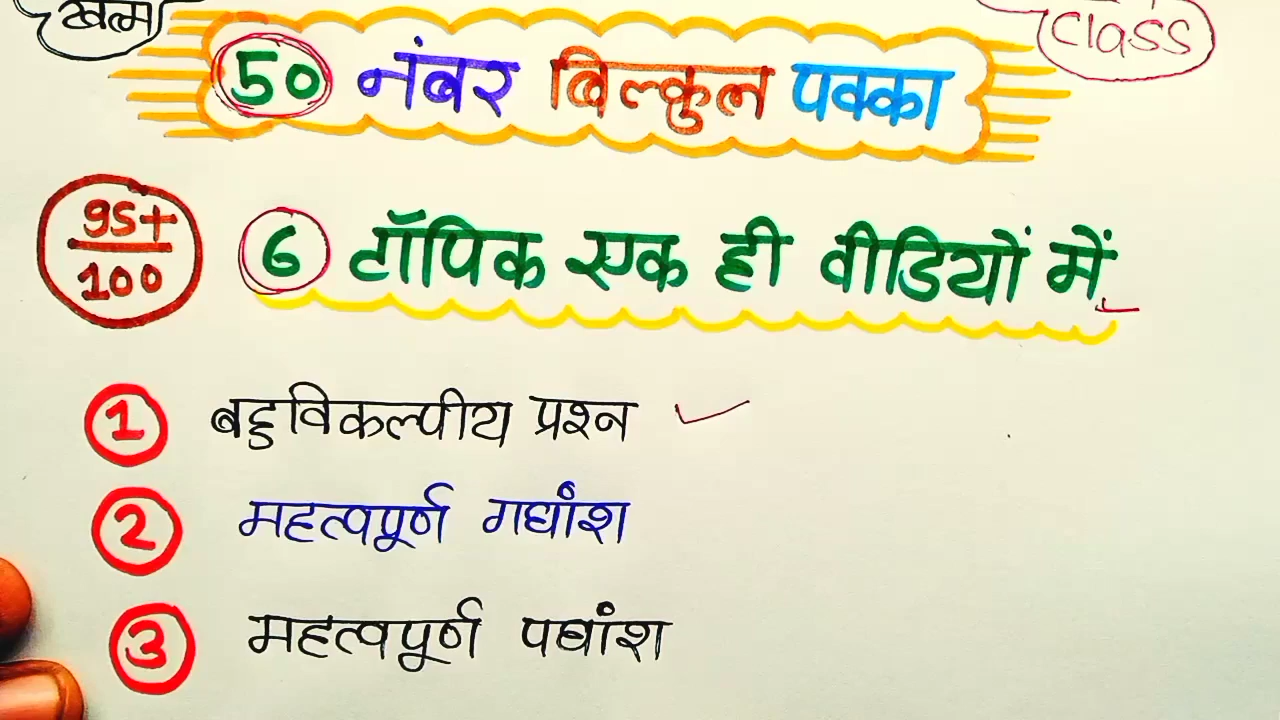 खत्म
class
50 नंबर बिल्कुल पक्का
95+
100
6 टॉपिक एक ही वीडियों में
1 बहुविकल्पीय प्रश्न
2 महत्वपूर्ण गद्यांश
3 महत्वपूर्ण पद्यांश